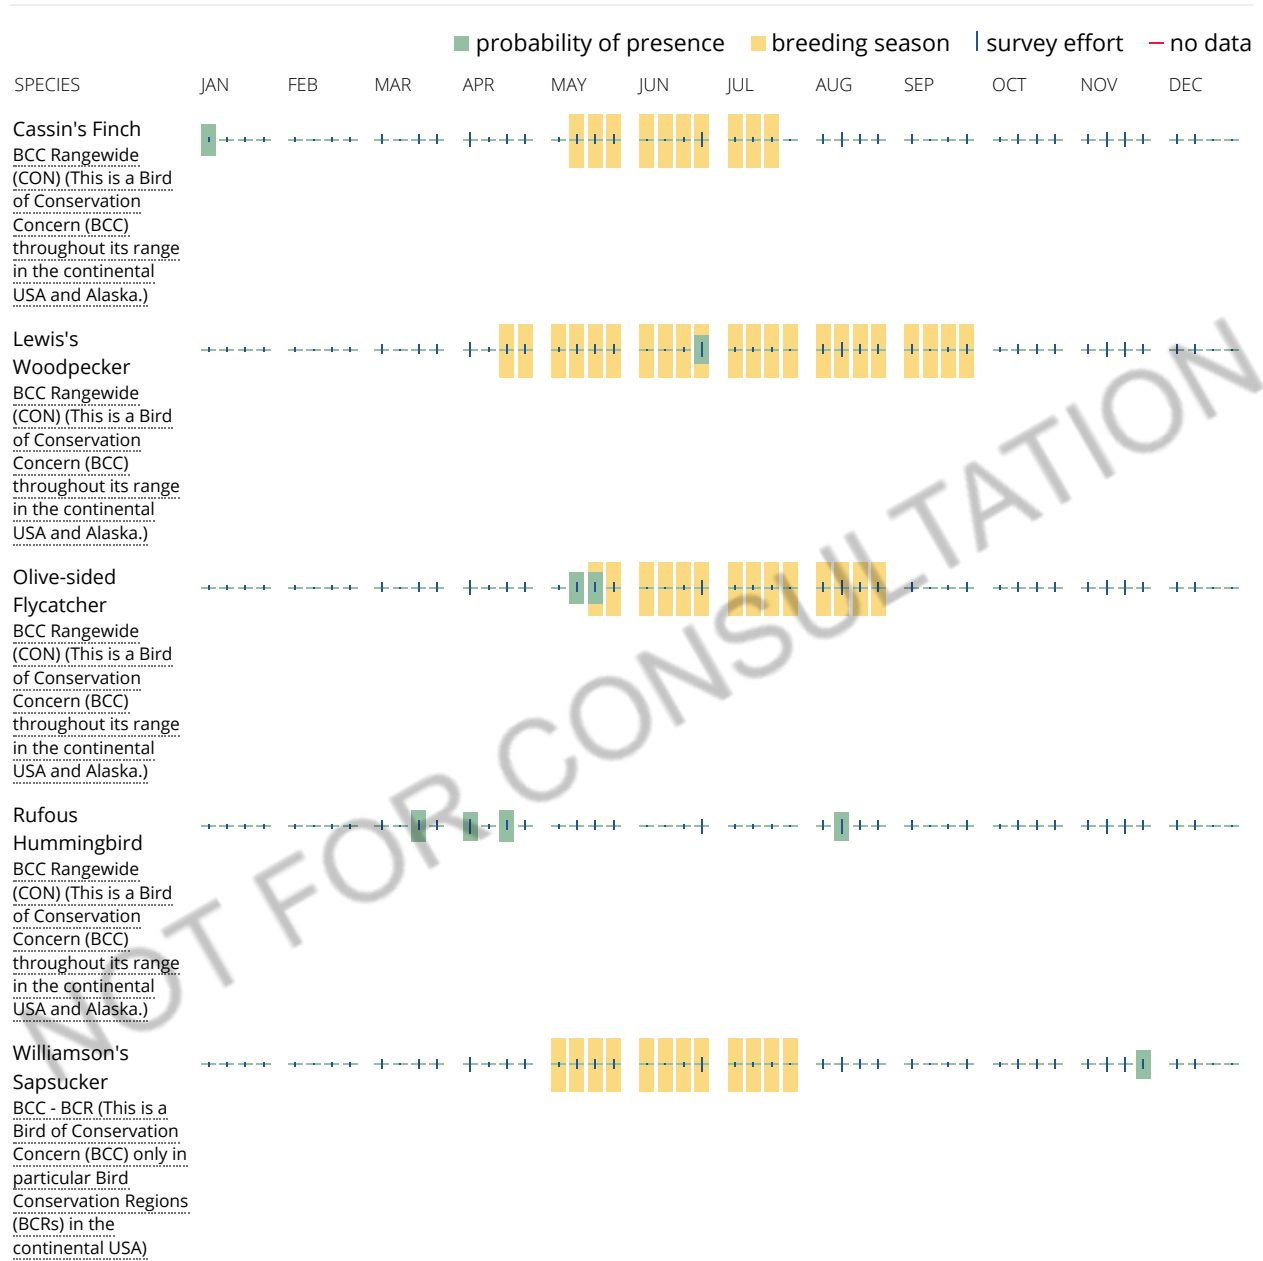 probability of presence breeding season survey effort no data
SPECIES JAN FEB MAR APR MAY JUN JUL AUG SEP OCT NOV DEC
Cassin's Finch
BCC Rangewide
(CON) (This is a Bird
of Conservation
Concern (BCC)
throughout its range
in the continental
USA and Alaska.)
Lewis's
Woodpecker
BCC Rangewide
(CON) (This is a Bird
of Conservation
Concern (BCC)
throughout its range
in the continental
USA and Alaska.)
Olive-sided
Flycatcher
BCC Rangewide
(CON) (This is a Bird
of Conservation
Concern (BCC)
throughout its range
in the continental
USA and Alaska.)
Rufous
Hummingbird
BCC Rangewide
(CON) (This is a Bird
of Conservation
Concern (BCC)
throughout its range
in the continental
USA and Alaska.)
Williamson's
Sapsucker
BCC - BCR (This is a
Bird of Conservation
Concern (BCC) only in
particular Bird
Conservation Regions
(BCRs) in the
continental USA)
NOT FOR CONSULTATION